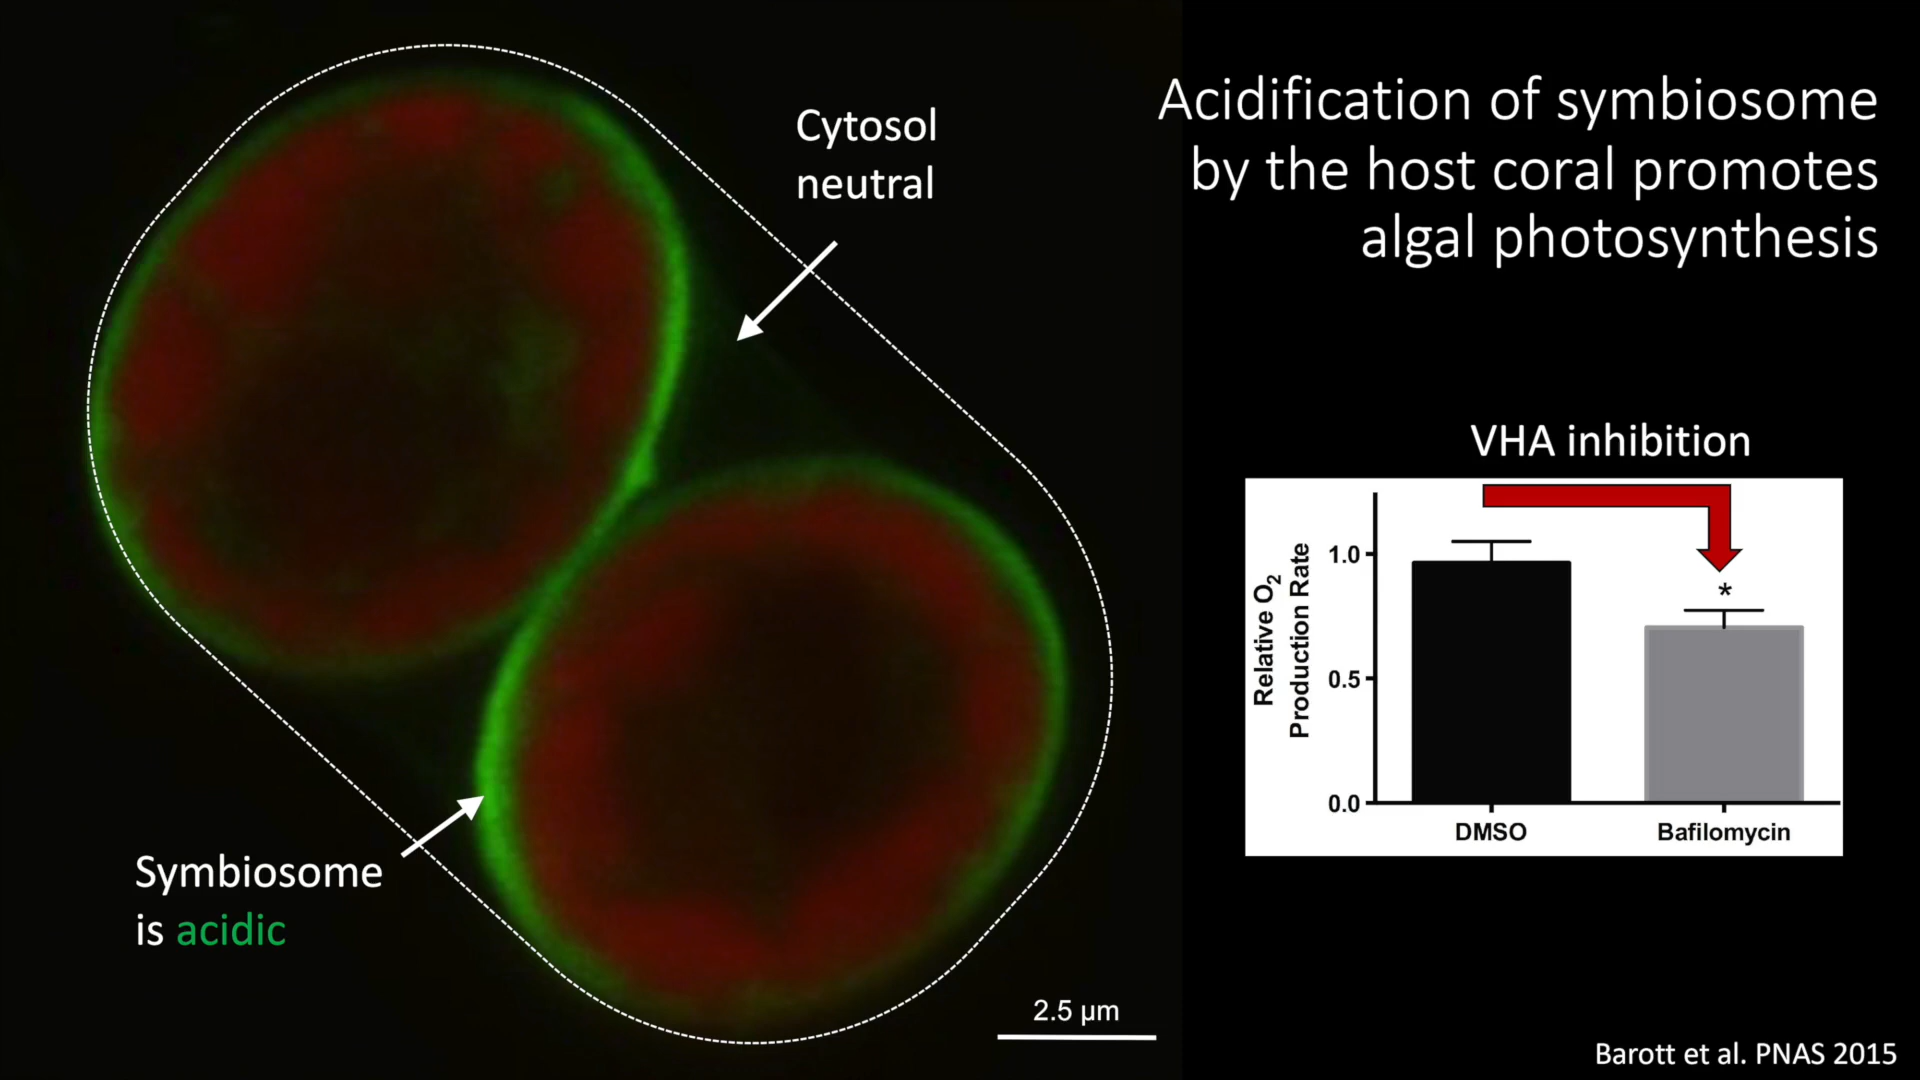 Acidification of symbiosome
by the host coral promotes
algal photosynthesis
Cytosol
neutral
Symbiosome
is acidic
2.5 µm
VHA inhibition
Relative O2
Production Rate
1.0
0.5
0.0
*
DMSO
Bafilomycin
Barott et al. PNAS 2015